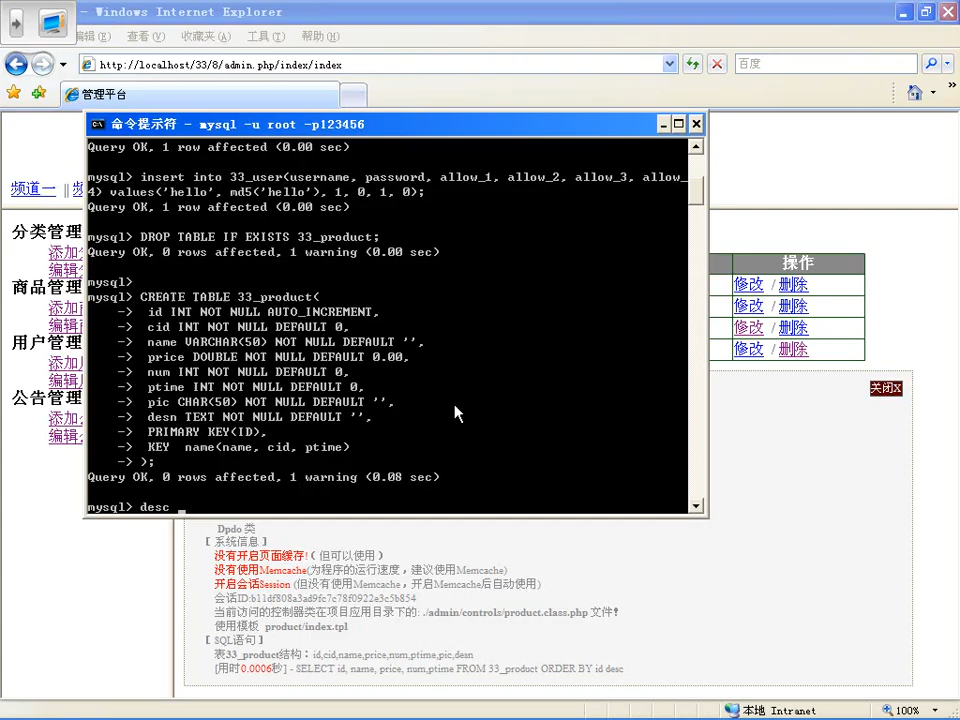 - Windows Internet Explorer
编辑(E) 查看(V) 收藏夹(A) 工具(T) 帮助(H)
http://localhost/33/8/admin.php/index/index
百度
管理平台
频道一 ||
分类管理
添加
编辑
商品管理
添加
编辑
用户管理
添加
编辑
公告管理
添加
编辑
命令提示符 - mysql -u root -p123456
Query OK, 1 row affected (0.00 sec)
mysql> insert into 33_user(username, password, allow_1, allow_2, allow_3, allow_
4) values('hello', md5('hello'), 1, 0, 1, 0);
Query OK, 1 row affected (0.00 sec)
mysql> DROP TABLE IF EXISTS 33_product;
Query OK, 0 rows affected, 1 warning (0.00 sec)
mysql>
mysql> CREATE TABLE 33_product(
-> id INT NOT NULL AUTO_INCREMENT,
-> cid INT NOT NULL DEFAULT 0,
-> name VARCHAR(50) NOT NULL DEFAULT '',
-> price DOUBLE NOT NULL DEFAULT 0.00,
-> num INT NOT NULL DEFAULT 0,
-> ptime INT NOT NULL DEFAULT 0,
-> pic CHAR(50) NOT NULL DEFAULT '',
-> desn TEXT NOT NULL DEFAULT '',
-> PRIMARY KEY(ID),
-> KEY name(name, cid, ptime)
-> );
Query OK, 0 rows affected, 1 warning (0.08 sec)
mysql> desc _
操作
修改 / 删除
修改 / 删除
修改 / 删除
修改 / 删除
关闭X
Dpdo 类
[ 系统信息 ]
没有开启页面缓存!( 但可以使用 )
没有使用Memcache(为程序的运行速度，建议使用Memcache)
开启会话Session (但没有使用Memcache，开启Memcache后自动使用)
会话ID:b11df808a3ad9fc7c78f0922e3c5b854
当前访问的控制器类在项目应用目录下的: ./admin/controls/product.class.php 文件！
使用模板 product/index.tpl
[ SQL语句 ]
表33_product结构：id,cid,name,price,num,ptime,pic,desn
[用时0.0006秒] - SELECT id, name, price, num,ptime FROM 33_product ORDER BY id desc
本地 Intranet
100%